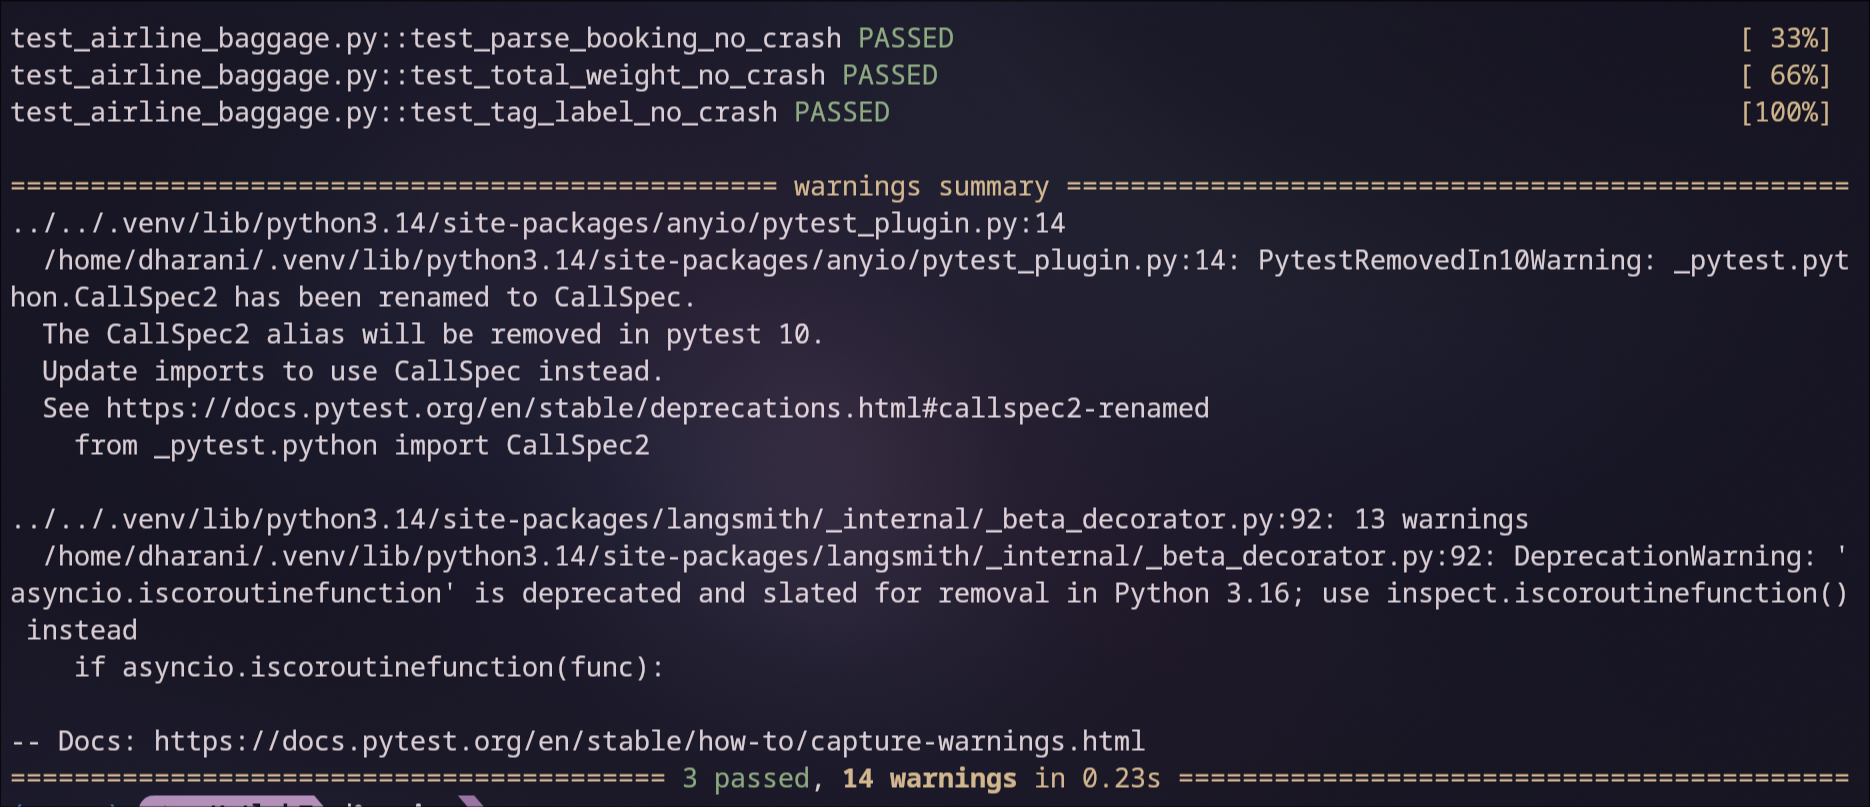 test_airline_baggage.py::test_parse_booking_no_crash PASSED [ 33%]
test_airline_baggage.py::test_total_weight_no_crash PASSED [ 66%]
test_airline_baggage.py::test_tag_label_no_crash PASSED [100%]
================================================ warnings summary =================================================
../../.venv/lib/python3.14/site-packages/anyio/pytest_plugin.py:14
  /home/dharani/.venv/lib/python3.14/site-packages/anyio/pytest_plugin.py:14: PytestRemovedIn10Warning: _pytest.pyt
hon.CallSpec2 has been renamed to CallSpec.
  The CallSpec2 alias will be removed in pytest 10.
  Update imports to use CallSpec instead.
  See https://docs.pytest.org/en/stable/deprecations.html#callspec2-renamed
    from _pytest.python import CallSpec2
../../.venv/lib/python3.14/site-packages/langsmith/_internal/_beta_decorator.py:92: 13 warnings
  /home/dharani/.venv/lib/python3.14/site-packages/langsmith/_internal/_beta_decorator.py:92: DeprecationWarning: '
asyncio.iscoroutinefunction' is deprecated and slated for removal in Python 3.16; use inspect.iscoroutinefunction()
 instead
    if asyncio.iscoroutinefunction(func):
-- Docs: https://docs.pytest.org/en/stable/how-to/capture-warnings.html
========================================= 3 passed, 14 warnings in 0.23s ==========================================